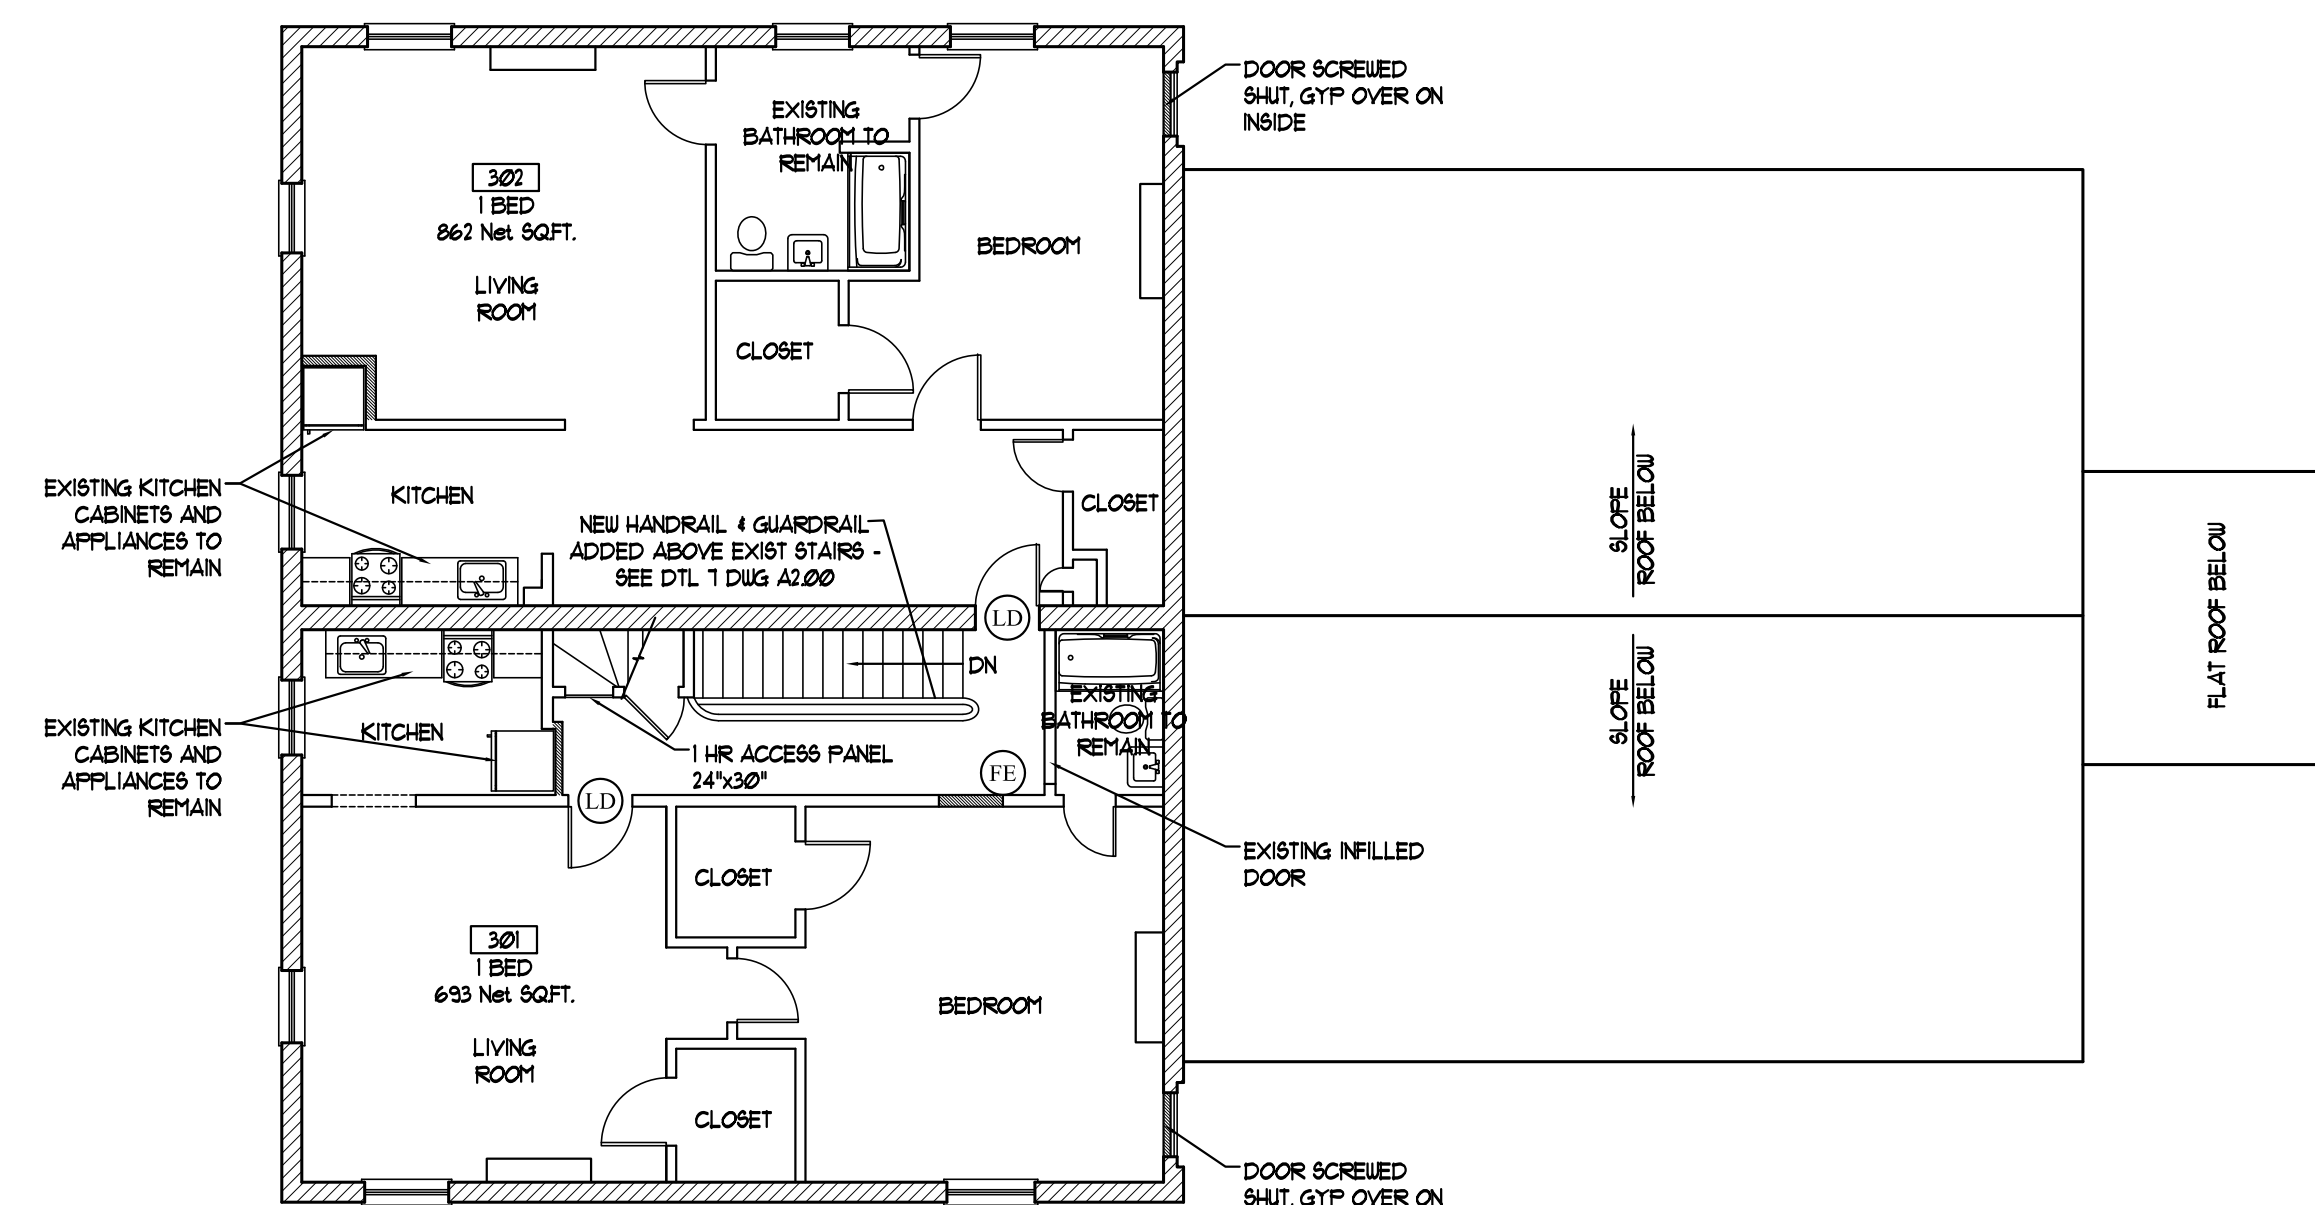 DOOR SCREWED
SHUT, GYP OVER ON
INSIDE
EXISTING
BATHROOM TO
REMAIN
302
1 BED
862 Net SQ.FT.
LIVING
ROOM
BEDROOM
CLOSET
EXISTING KITCHEN
CABINETS AND
APPLIANCES TO
REMAIN
KITCHEN
CLOSET
NEW HANDRAIL & GUARDRAIL
ADDED ABOVE EXIST STAIRS -
SEE DTL 7 DWG A2.00
LD
DN
SLOPE
ROOF BELOW
SLOPE
ROOF BELOW
FLAT ROOF BELOW
EXISTING
BATHROOM TO
REMAIN
EXISTING KITCHEN
CABINETS AND
APPLIANCES TO
REMAIN
KITCHEN
1 HR ACCESS PANEL
24"x30"
FE
LD
EXISTING INFILLED
DOOR
CLOSET
301
1 BED
693 Net SQ.FT.
LIVING
ROOM
BEDROOM
CLOSET
DOOR SCREWED
SHUT, GYP OVER ON